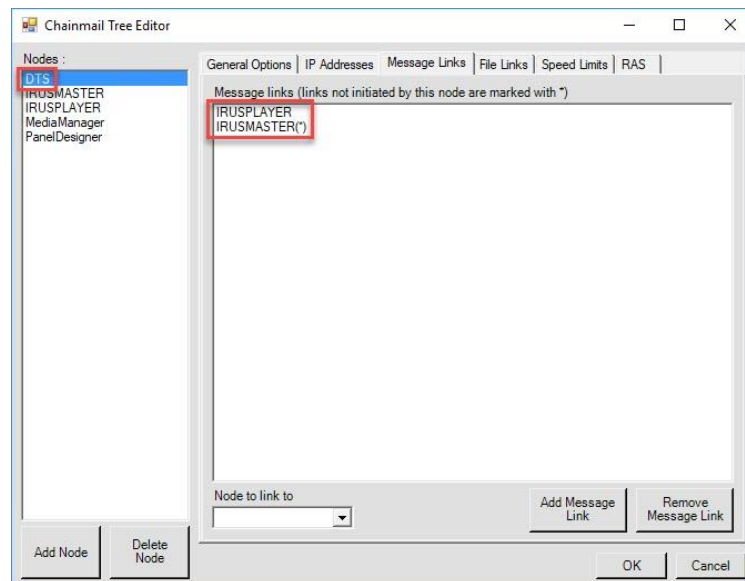 Chainmail Tree Editor
Nodes :
DTS
IRUSMASTER
IRUSPLAYER
MediaManager
PanelDesigner
General Options
IP Addresses
Message Links
File Links
Speed Limits
RAS
Message links (links not initiated by this node are marked with *)
IRUSPLAYER
IRUSMASTER(*)
Node to link to
Add Message
Link
Remove
Message Link
Add Node
Delete
Node
OK
Cancel